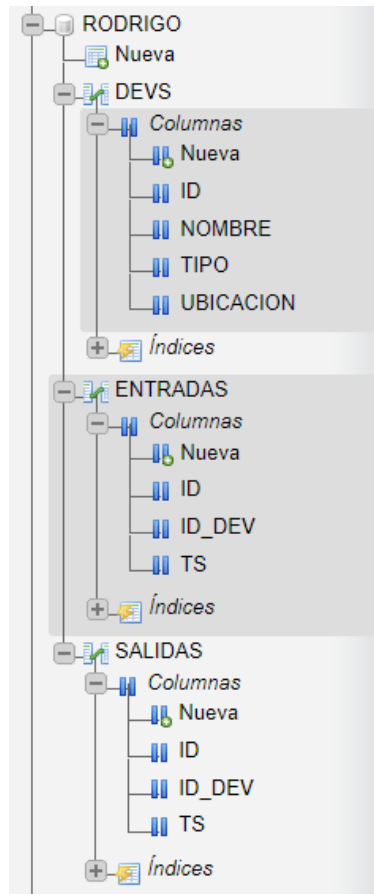 RODRIGO
Nueva
DEVS
Columnas
Nueva
ID
NOMBRE
TIPO
UBICACION
Índices
ENTRADAS
Columnas
Nueva
ID
ID_DEV
TS
Índices
SALIDAS
Columnas
Nueva
ID
ID_DEV
TS
Índices